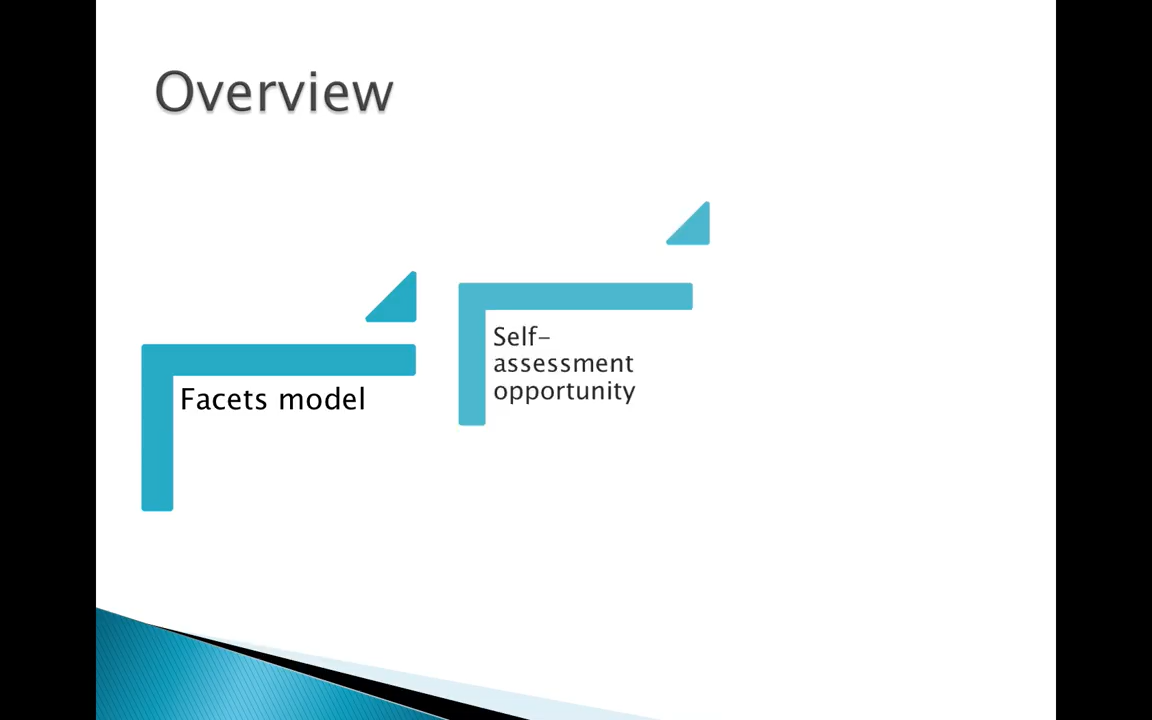 Overview
Facets model
Self-
assessment
opportunity